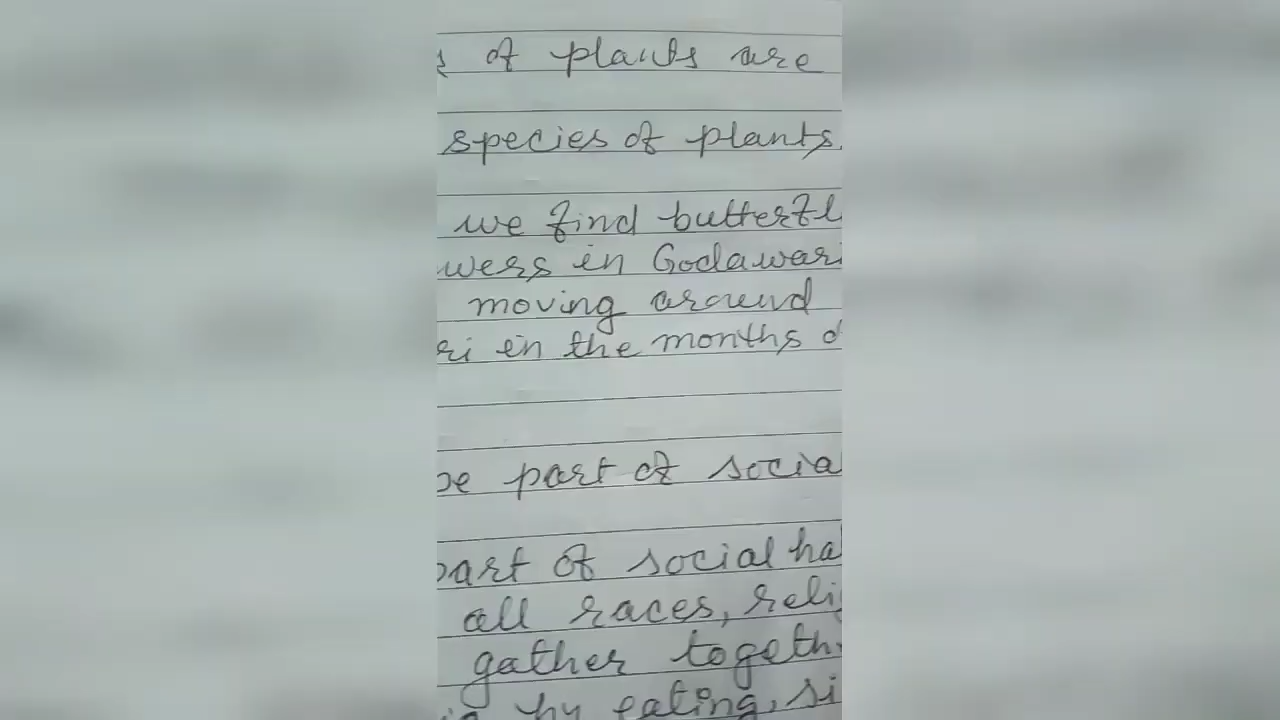 of plants are
species of plants.
we find butterfl
wers in Godawari
moving around
ri in the months o
be part of socia
part of social ha
all races, reli
gather togeth
by eating, si